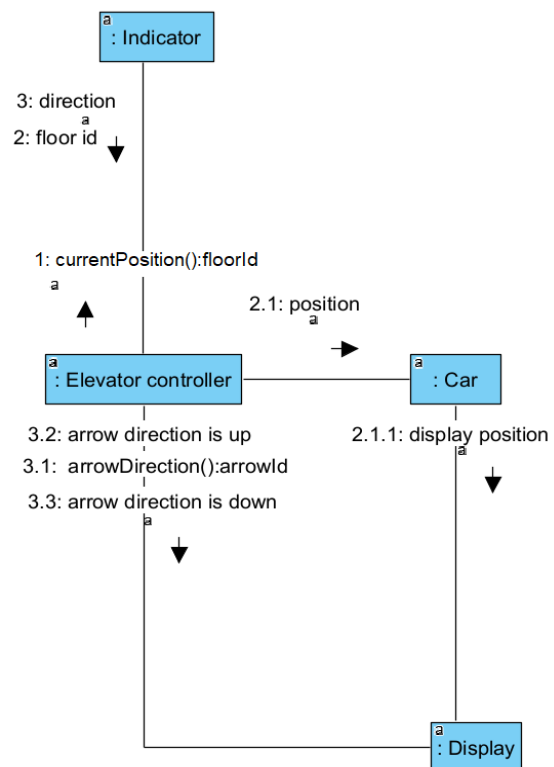 a
: Indicator
3: direction
a
2: floor id
1: currentPosition():floorId
a
2.1: position
a
a
: Elevator controller
a
: Car
3.2: arrow direction is up
3.1: arrowDirection():arrowId
3.3: arrow direction is down
a
2.1.1: display position
a
a
: Display